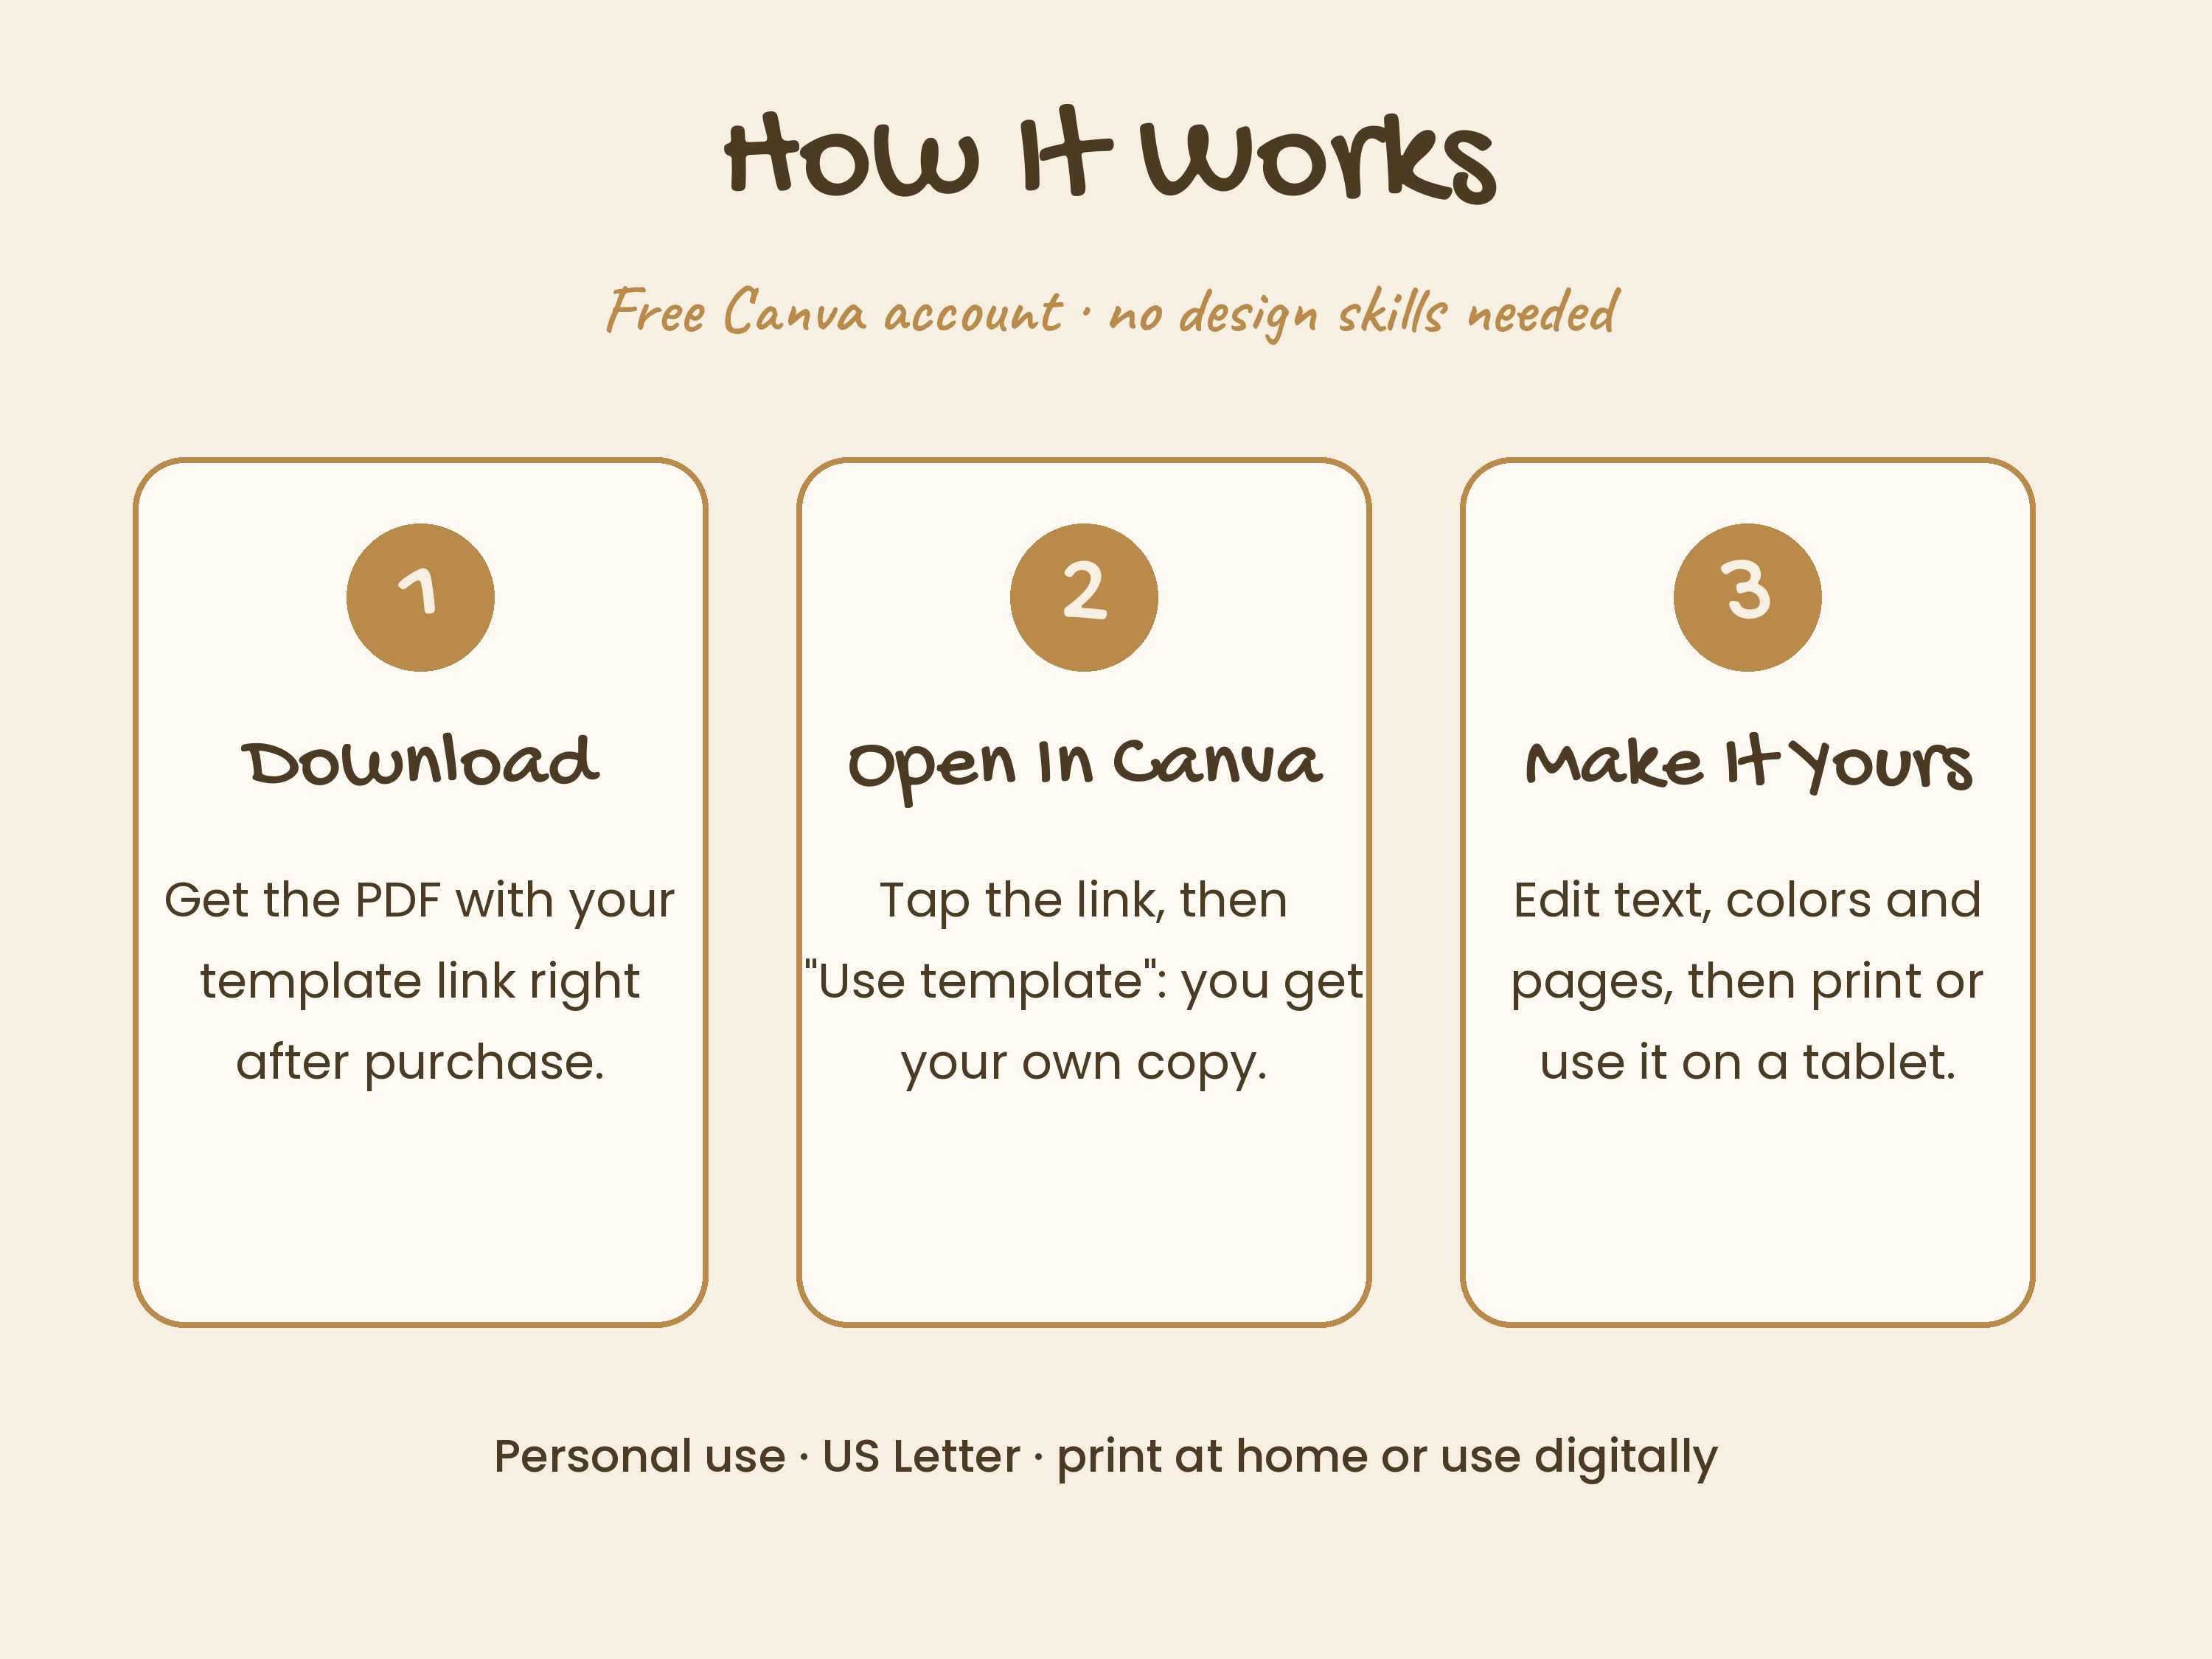 How It Works
Free Canva account · no design skills needed
1
Download
Get the PDF with your
template link right
after purchase.
2
Open In Canva
Tap the link, then
"Use template": you get
your own copy.
3
Make It Yours
Edit text, colors and
pages, then print or
use it on a tablet.
Personal use · US Letter · print at home or use digitally